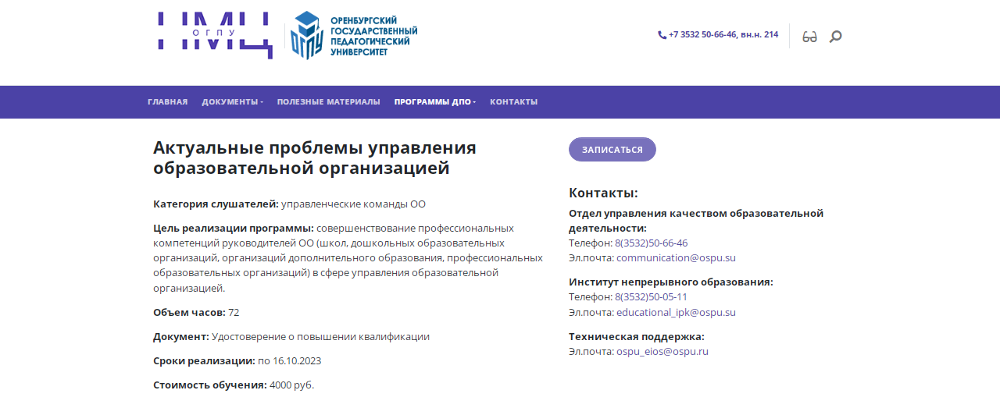 НМЦ
ОГПУ
ОГПУ
ОРЕНБУРГСКИЙ
ГОСУДАРСТВЕННЫЙ
ПЕДАГОГИЧЕСКИЙ
УНИВЕРСИТЕТ
+7 3532 50-66-46, вн.н. 214
ГЛАВНАЯ ДОКУМЕНТЫ ПОЛЕЗНЫЕ МАТЕРИАЛЫ ПРОГРАММЫ ДПО КОНТАКТЫ
Актуальные проблемы управления
образовательной организацией
Категория слушателей: управленческие команды ОО
Цель реализации программы: совершенствование профессиональных
компетенций руководителей ОО (школ, дошкольных образовательных
организаций, организаций дополнительного образования, профессиональных
образовательных организаций) в сфере управления образовательной
организацией.
Объем часов: 72
Документ: Удостоверение о повышении квалификации
Сроки реализации: по 16.10.2023
Стоимость обучения: 4000 руб.
ЗАПИСАТЬСЯ
Контакты:
Отдел управления качеством образовательной
деятельности:
Телефон: 8(3532)50-66-46
Эл.почта: communication@ospu.su
Институт непрерывного образования:
Телефон: 8(3532)50-05-11
Эл.почта: educational_ipk@ospu.su
Техническая поддержка:
Эл.почта: ospu_eios@ospu.ru